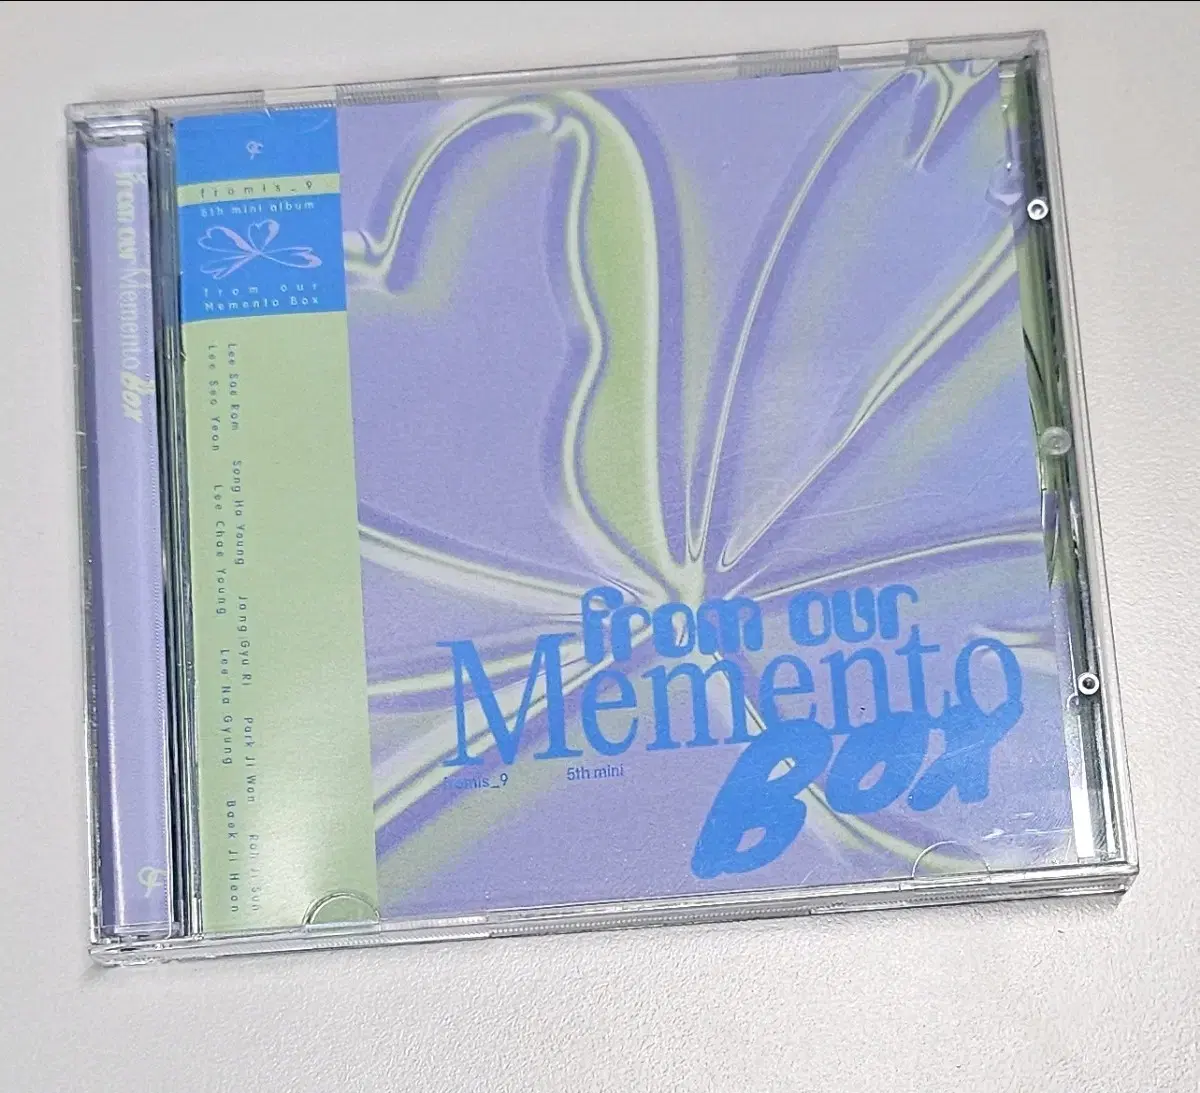 from our Memento Box
fromis_9
5th mini album
from our
Memento Box
Lee Sae Rom Song Ha Young Jang Gyu Ri Park Ji Won Roh Ji Sun
Lee Seo Yeon Lee Chae Young Lee Na Gyung Baek Ji Heon
from our
Memento
Box
fromis_9 5th mini